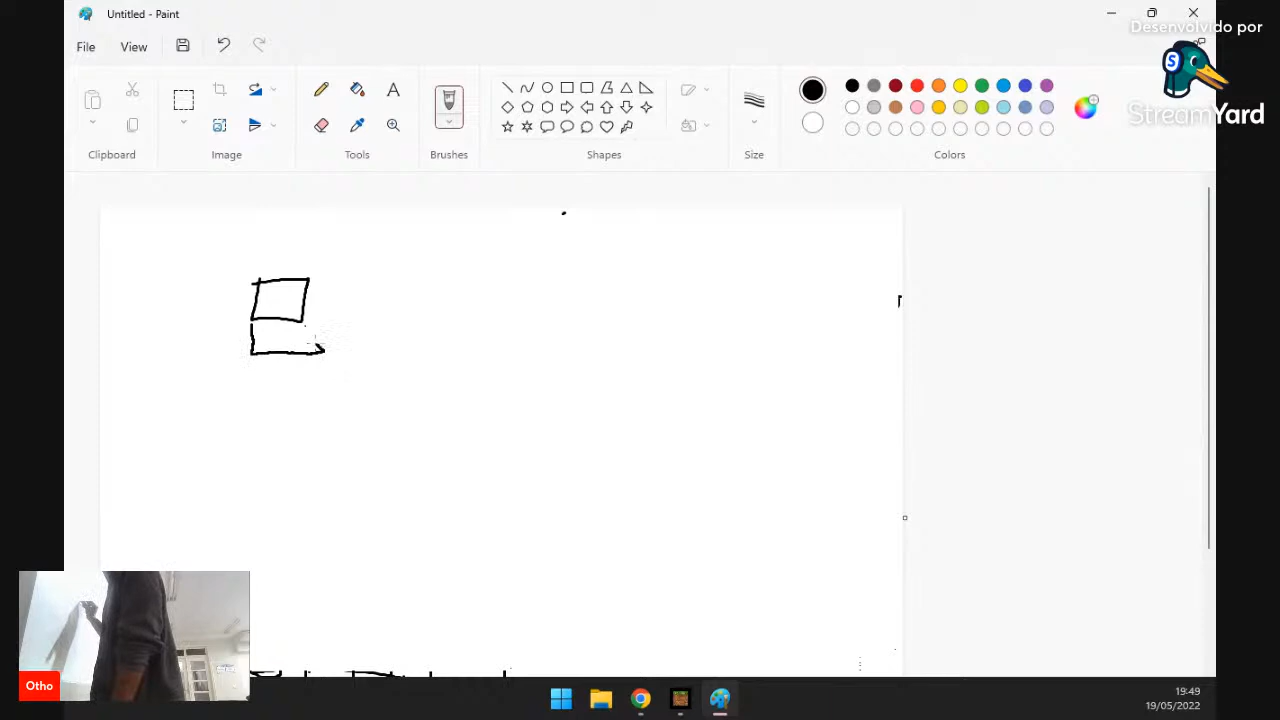 Untitled - Paint
Desenvolvido por
File View
StreamYard
Clipboard Image Tools Brushes Shapes Size Colors
Otho
19:49
19/05/2022